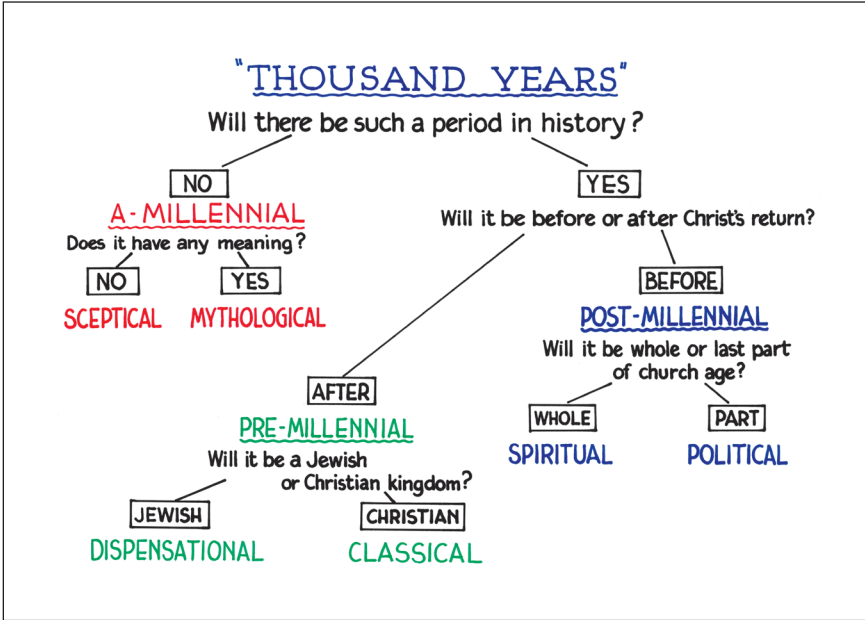 "THOUSAND YEARS"
Will there be such a period in history?
NO
A-MILLENNIAL
Does it have any meaning?
NO
SCEPTICAL
YES
MYTHOLOGICAL
YES
Will it be before or after Christ's return?
BEFORE
POST-MILLENNIAL
Will it be whole or last part
of church age?
WHOLE
SPIRITUAL
PART
POLITICAL
AFTER
PRE-MILLENNIAL
Will it be a Jewish
or Christian kingdom?
JEWISH
DISPENSATIONAL
CHRISTIAN
CLASSICAL